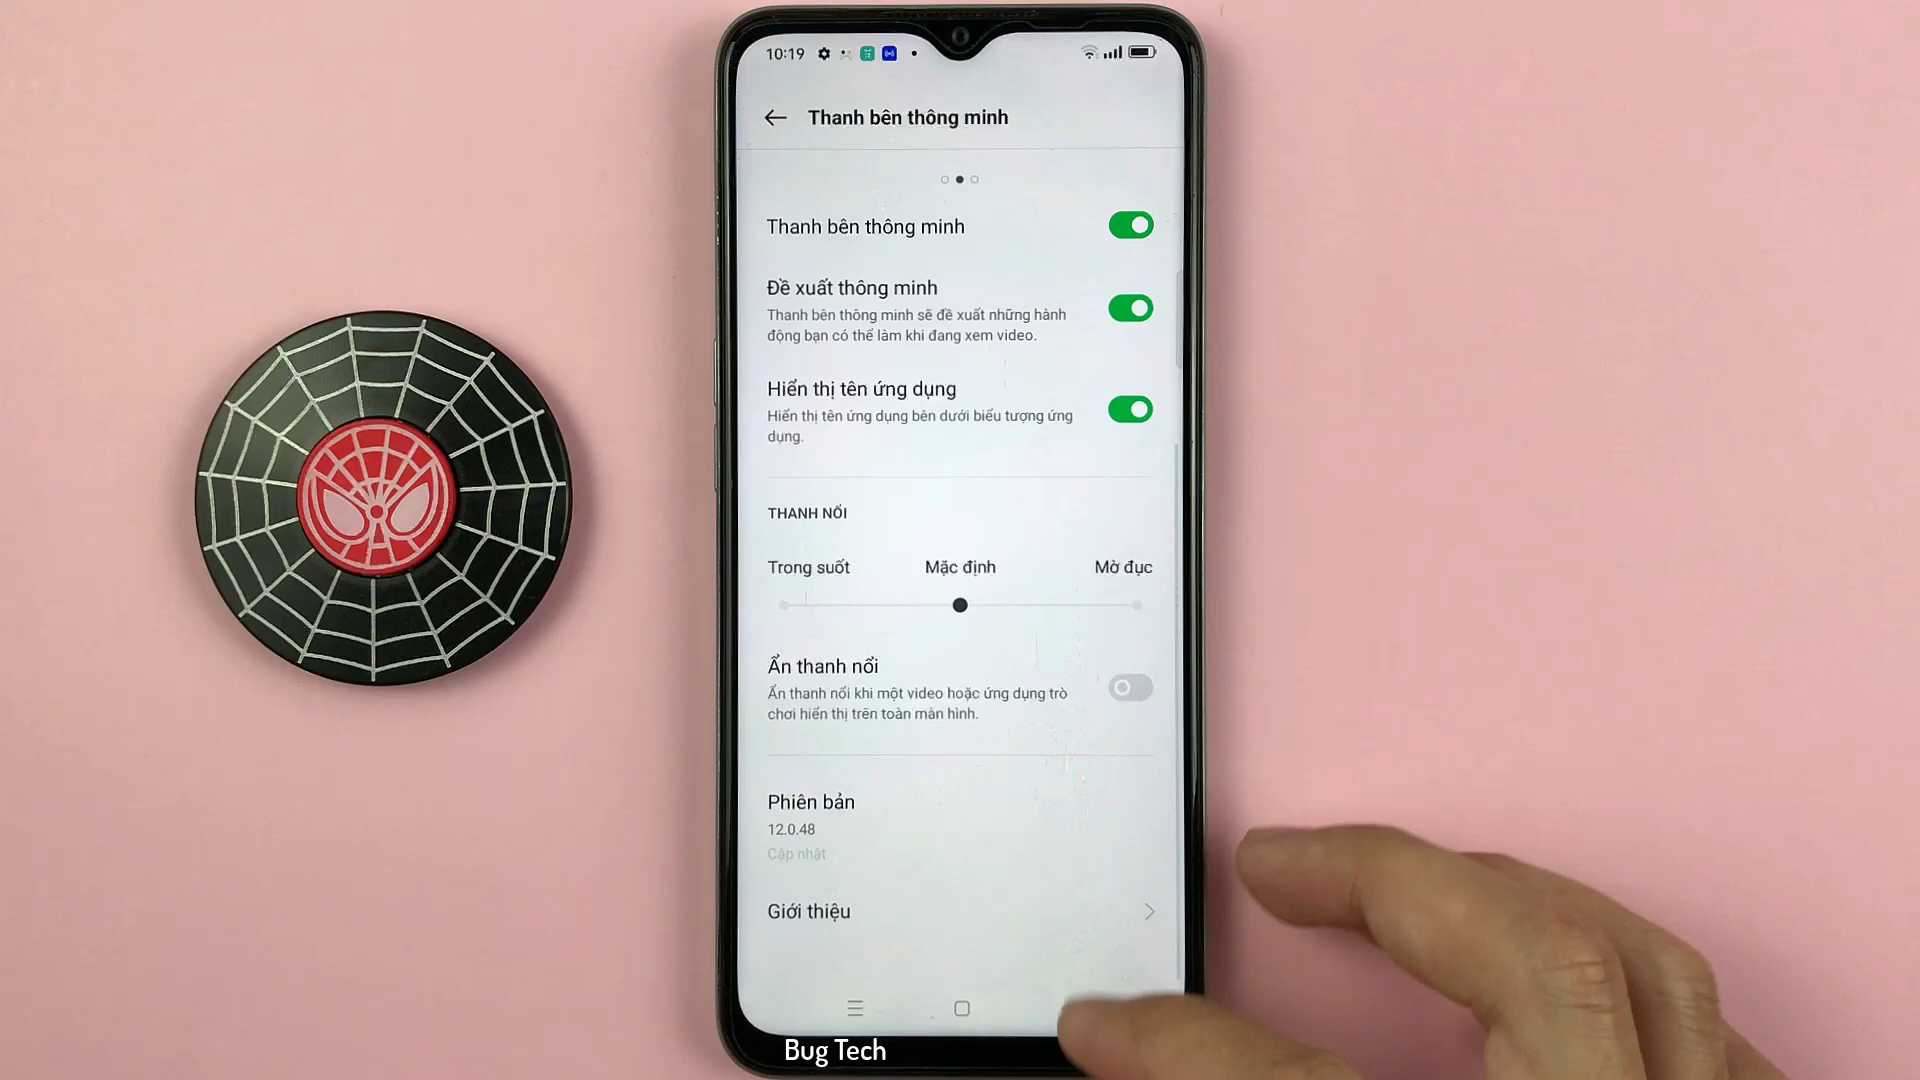 10:19
Thanh bên thông minh
Thanh bên thông minh
Đề xuất thông minh
Thanh bên thông minh sẽ đề xuất những hành
động bạn có thể làm khi đang xem video.
Hiển thị tên ứng dụng
Hiển thị tên ứng dụng bên dưới biểu tượng ứng
dụng.
THANH NỔI
Trong suốt Mặc định Mờ đục
Ẩn thanh nổi
Ẩn thanh nổi khi một video hoặc ứng dụng trò
chơi hiển thị trên toàn màn hình.
Phiên bản
12.0.48
Cập nhật
Giới thiệu
Bug Tech